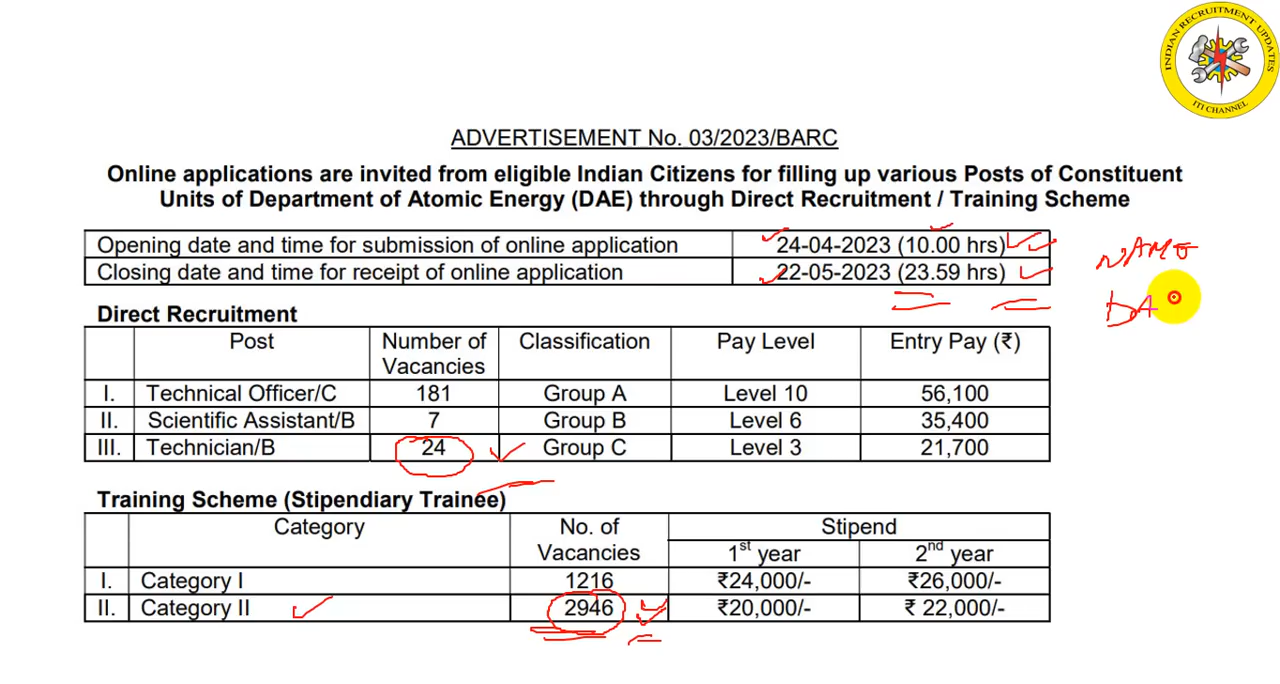 INDIAN RECRUITMENT UPDATES
ITI CHANNEL
ADVERTISEMENT No. 03/2023/BARC
Online applications are invited from eligible Indian Citizens for filling up various Posts of Constituent
Units of Department of Atomic Energy (DAE) through Direct Recruitment / Training Scheme
Opening date and time for submission of online application 24-04-2023 (10.00 hrs)
Closing date and time for receipt of online application 22-05-2023 (23.59 hrs)
NAME
DA
Direct Recruitment
Post Number of Vacancies Classification Pay Level Entry Pay (₹)
I. Technical Officer/C 181 Group A Level 10 56,100
II. Scientific Assistant/B 7 Group B Level 6 35,400
III. Technician/B 24 Group C Level 3 21,700
Training Scheme (Stipendiary Trainee)
Category No. of Vacancies Stipend
1st year 2nd year
I. Category I 1216 ₹24,000/- ₹26,000/-
II. Category II 2946 ₹20,000/- ₹ 22,000/-